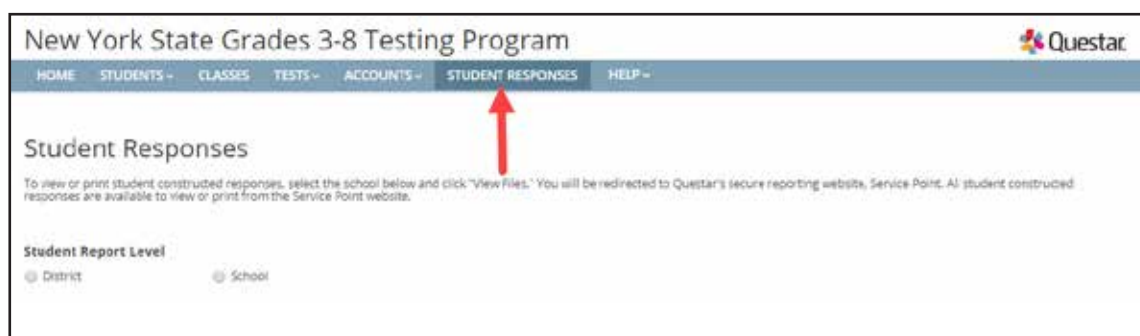 New York State Grades 3-8 Testing Program
Questar
HOME STUDENTS CLASSES TESTS ACCOUNTS STUDENT RESPONSES HELP
Student Responses
To view or print student constructed responses, select the school below and click "View Files." You will be redirected to Questar's secure reporting website, Service Point. All student constructed
responses are available to view or print from the Service Point website.
Student Report Level
District School